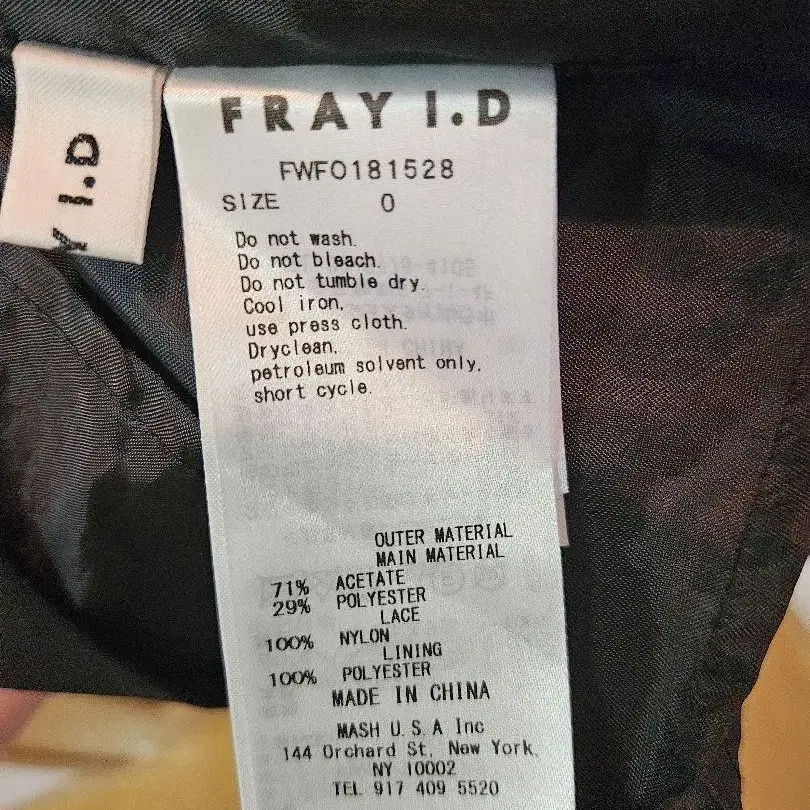 Y I.D
FRAY I.D
FWFO181528
SIZE 0
Do not wash.
Do not bleach.
Do not tumble dry.
Cool iron.
use press cloth.
Dryclean.
petroleum solvent only.
short cycle.
OUTER MATERIAL
MAIN MATERIAL
71% ACETATE
29% POLYESTER
LACE
100% NYLON
LINING
100% POLYESTER
MADE IN CHINA
MASH U.S.A Inc
144 Orchard St. New York.
NY 10002
TEL 917 409 5520